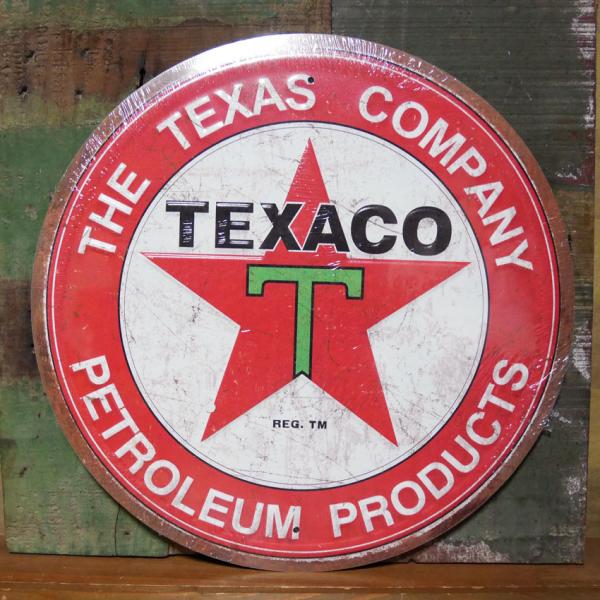 THE TEXAS COMPANY
TEXACO
T
REG. TM
PETROLEUM PRODUCTS